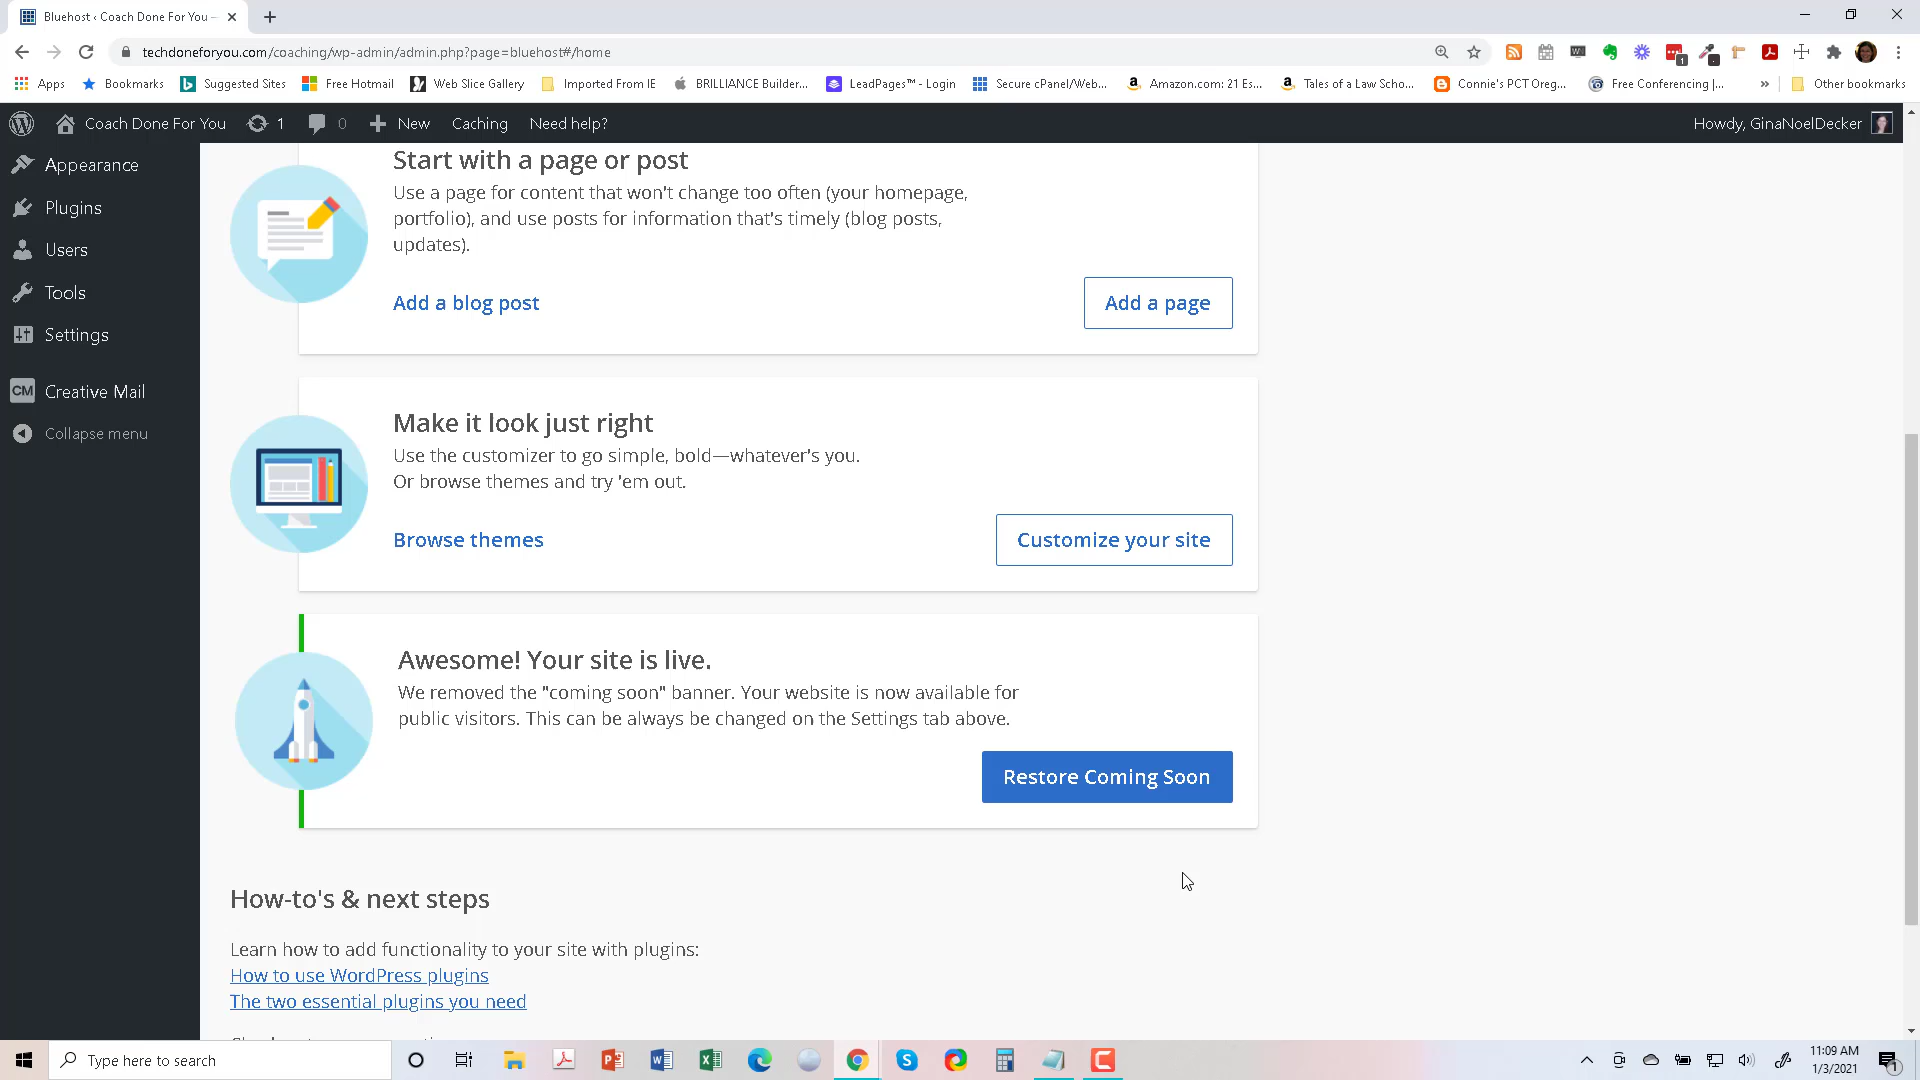 Bluehost ‹ Coach Done For You –
techdoneforyou.com/coaching/wp-admin/admin.php?page=bluehost#/home
Apps
Bookmarks
Suggested Sites
Free Hotmail
Web Slice Gallery
Imported From IE
BRILLIANCE Builder...
LeadPages™ - Login
Secure cPanel/Web...
Amazon.com: 21 Es...
Tales of a Law Scho...
Connie's PCT Oreg...
Free Conferencing |...
»
Other bookmarks
Coach Done For You
1
0
New
Caching
Need help?
Howdy, GinaNoelDecker
Appearance
Plugins
Users
Tools
Settings
CM Creative Mail
Collapse menu
Start with a page or post
Use a page for content that won't change too often (your homepage,
portfolio), and use posts for information that's timely (blog posts,
updates).
Add a blog post
Add a page
Make it look just right
Use the customizer to go simple, bold—whatever's you.
Or browse themes and try 'em out.
Browse themes
Customize your site
Awesome! Your site is live.
We removed the "coming soon" banner. Your website is now available for
public visitors. This can be always be changed on the Settings tab above.
Restore Coming Soon
How-to's & next steps
Learn how to add functionality to your site with plugins:
How to use WordPress plugins
The two essential plugins you need
Type here to search
11:09 AM
1/3/2021